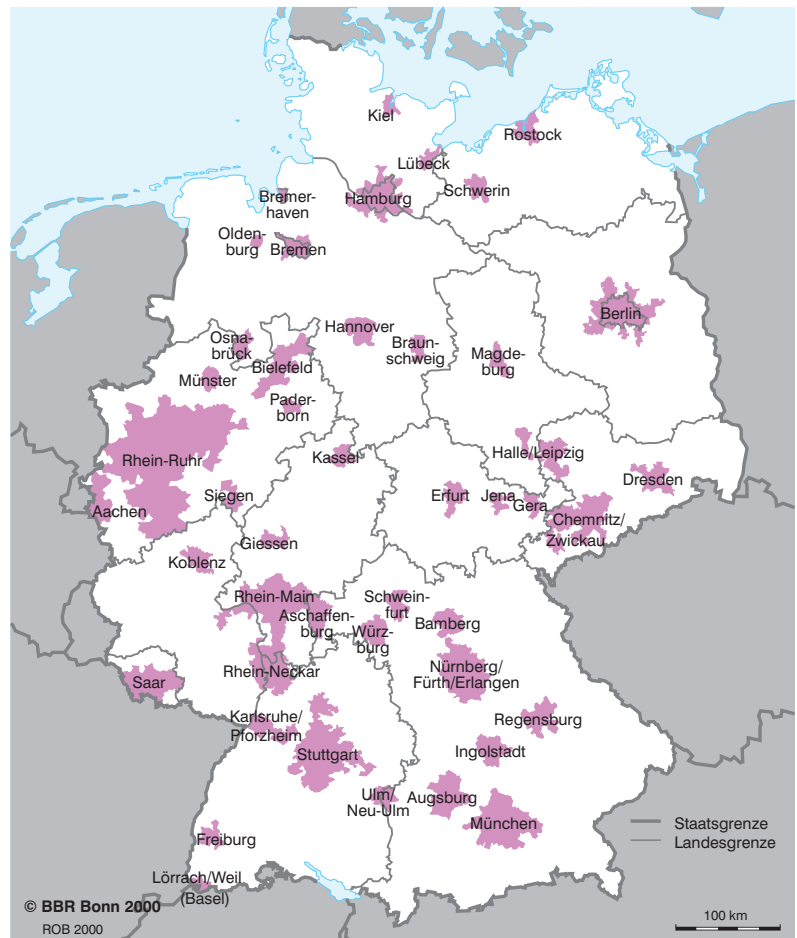 Kiel
Rostock
Lübeck
Schwerin
Hamburg
Bremer-
haven
Olden-
burg
Bremen
Berlin
Hannover
Osna-
brück
Braun-
schweig
Magde-
burg
Bielefeld
Münster
Pader-
born
Rhein-Ruhr
Kassel
Halle/Leipzig
Dresden
Siegen
Erfurt
Jena
Gera
Aachen
Chemnitz/
Zwickau
Giessen
Koblenz
Rhein-Main
Aschaffen-
burg
Schwein-
furt
Würz-
burg
Bamberg
Rhein-Neckar
Nürnberg/
Fürth/Erlangen
Saar
Karlsruhe/
Pforzheim
Regensburg
Stuttgart
Ingolstadt
Ulm/
Neu-Ulm
Augsburg
München
Freiburg
Lörrach/Weil
(Basel)
Staatsgrenze
Landesgrenze
© BBR Bonn 2000
ROB 2000
100 km